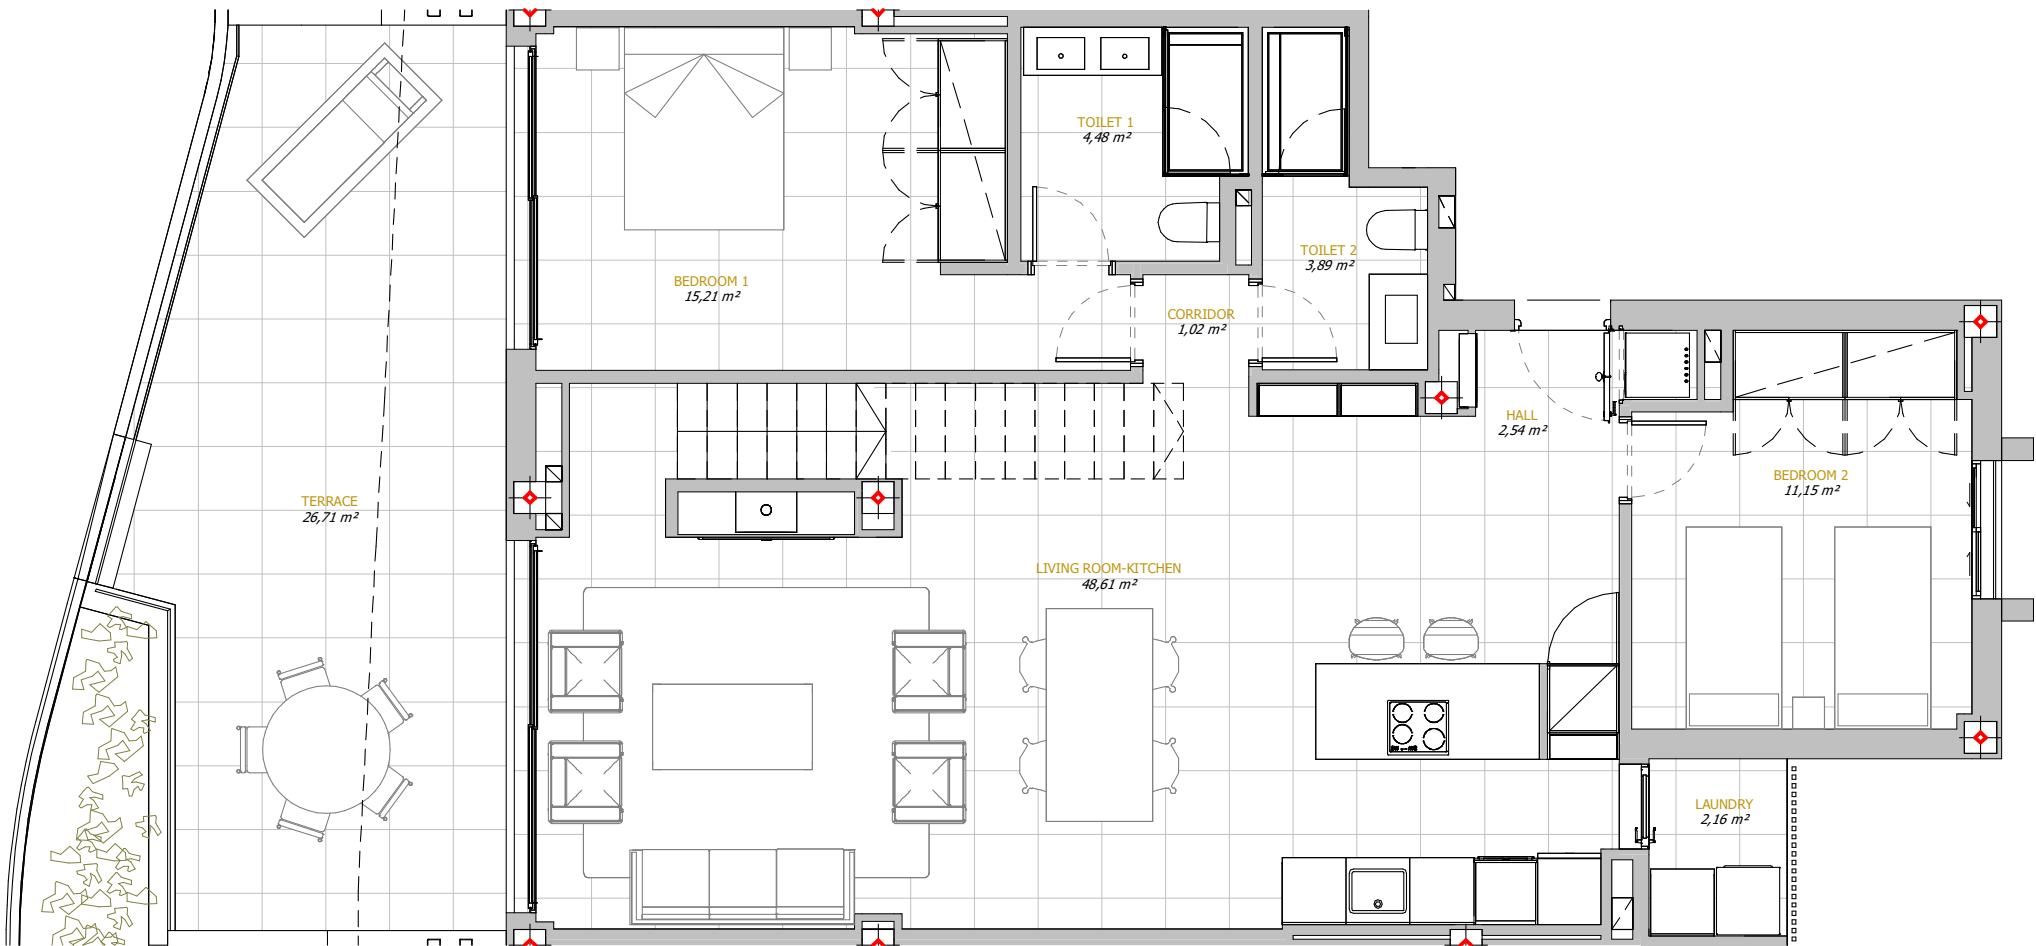 TOILET 1
4,48 m²
TOILET 2
3,89 m²
BEDROOM 1
15,21 m²
CORRIDOR
1,02 m²
HALL
2,54 m²
BEDROOM 2
11,15 m²
TERRACE
26,71 m²
LIVING ROOM-KITCHEN
48,61 m²
LAUNDRY
2,16 m²